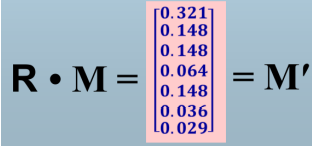 R • M = [0.321
0.148
0.148
0.064
0.148
0.036
0.029] = M′